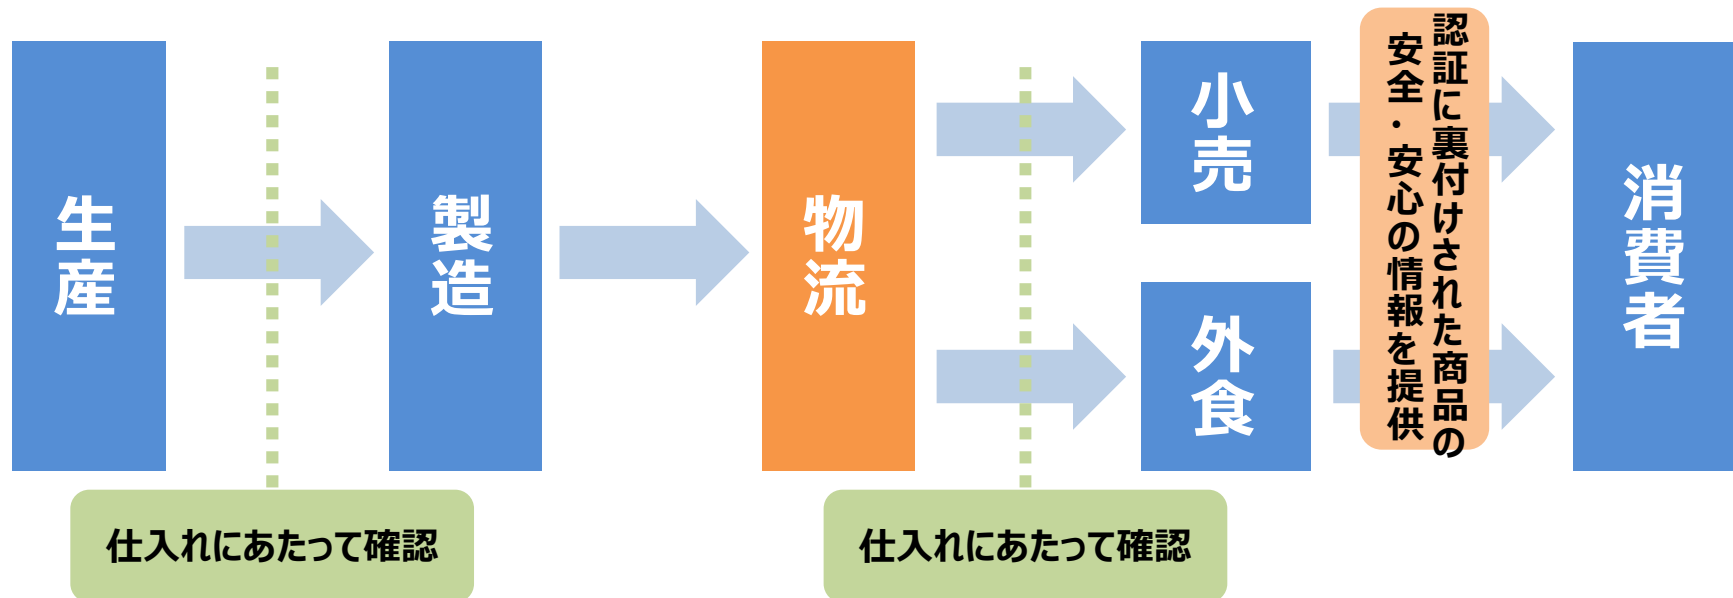 生産
製造
物流
小売
外食
認証に裏付けされた商品の
安全・安心の情報を提供
消費者
仕入れにあたって確認
仕入れにあたって確認